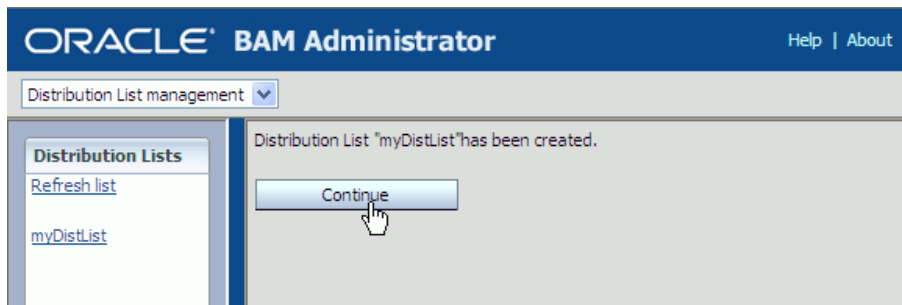 ORACLE BAM Administrator
Help | About
Distribution List management
Distribution Lists
Refresh list
myDistList
Distribution List "myDistList"has been created.
Continue